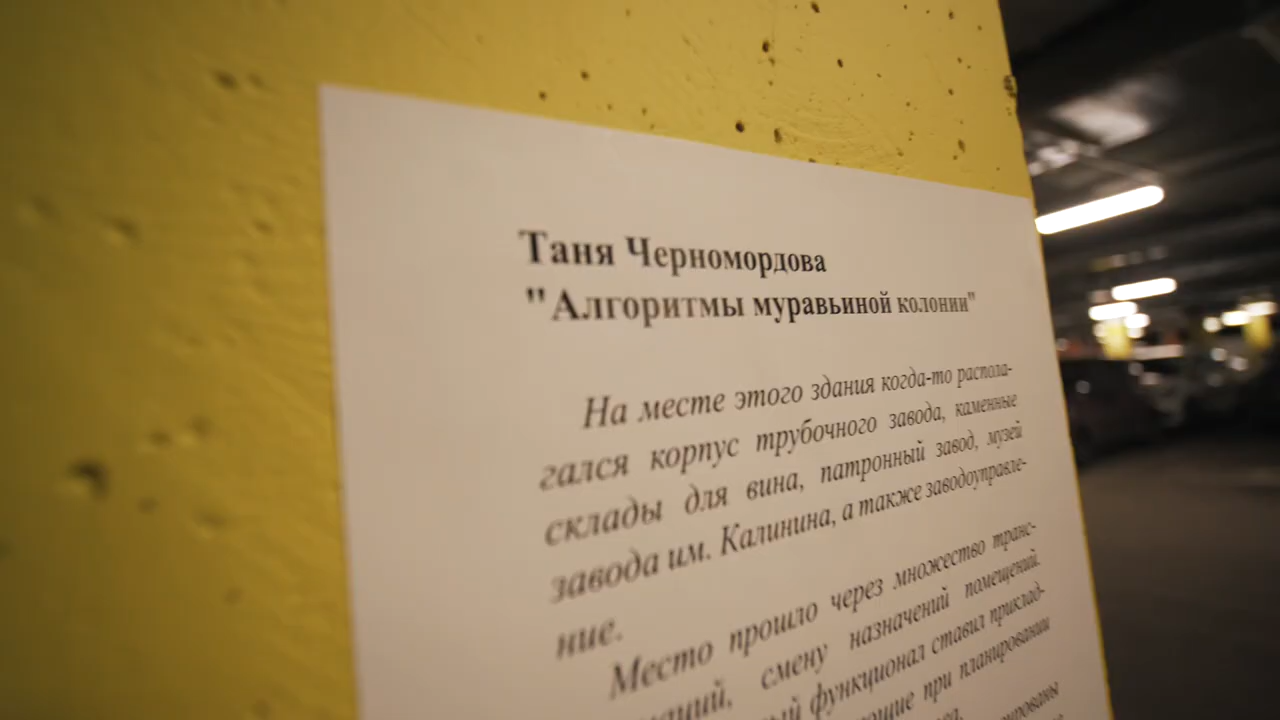 Таня Черномордова
"Алгоритмы муравьиной колонии"
На месте этого здания когда-то распола-
гался корпус трубочного завода, каменные
склады для вина, патронный завод, музей
завода им. Калинина, а также заводоуправле-
ние.
Место прошло через множество транс-
смену назначений помещений.
функционал ставил приклад-
при планировании